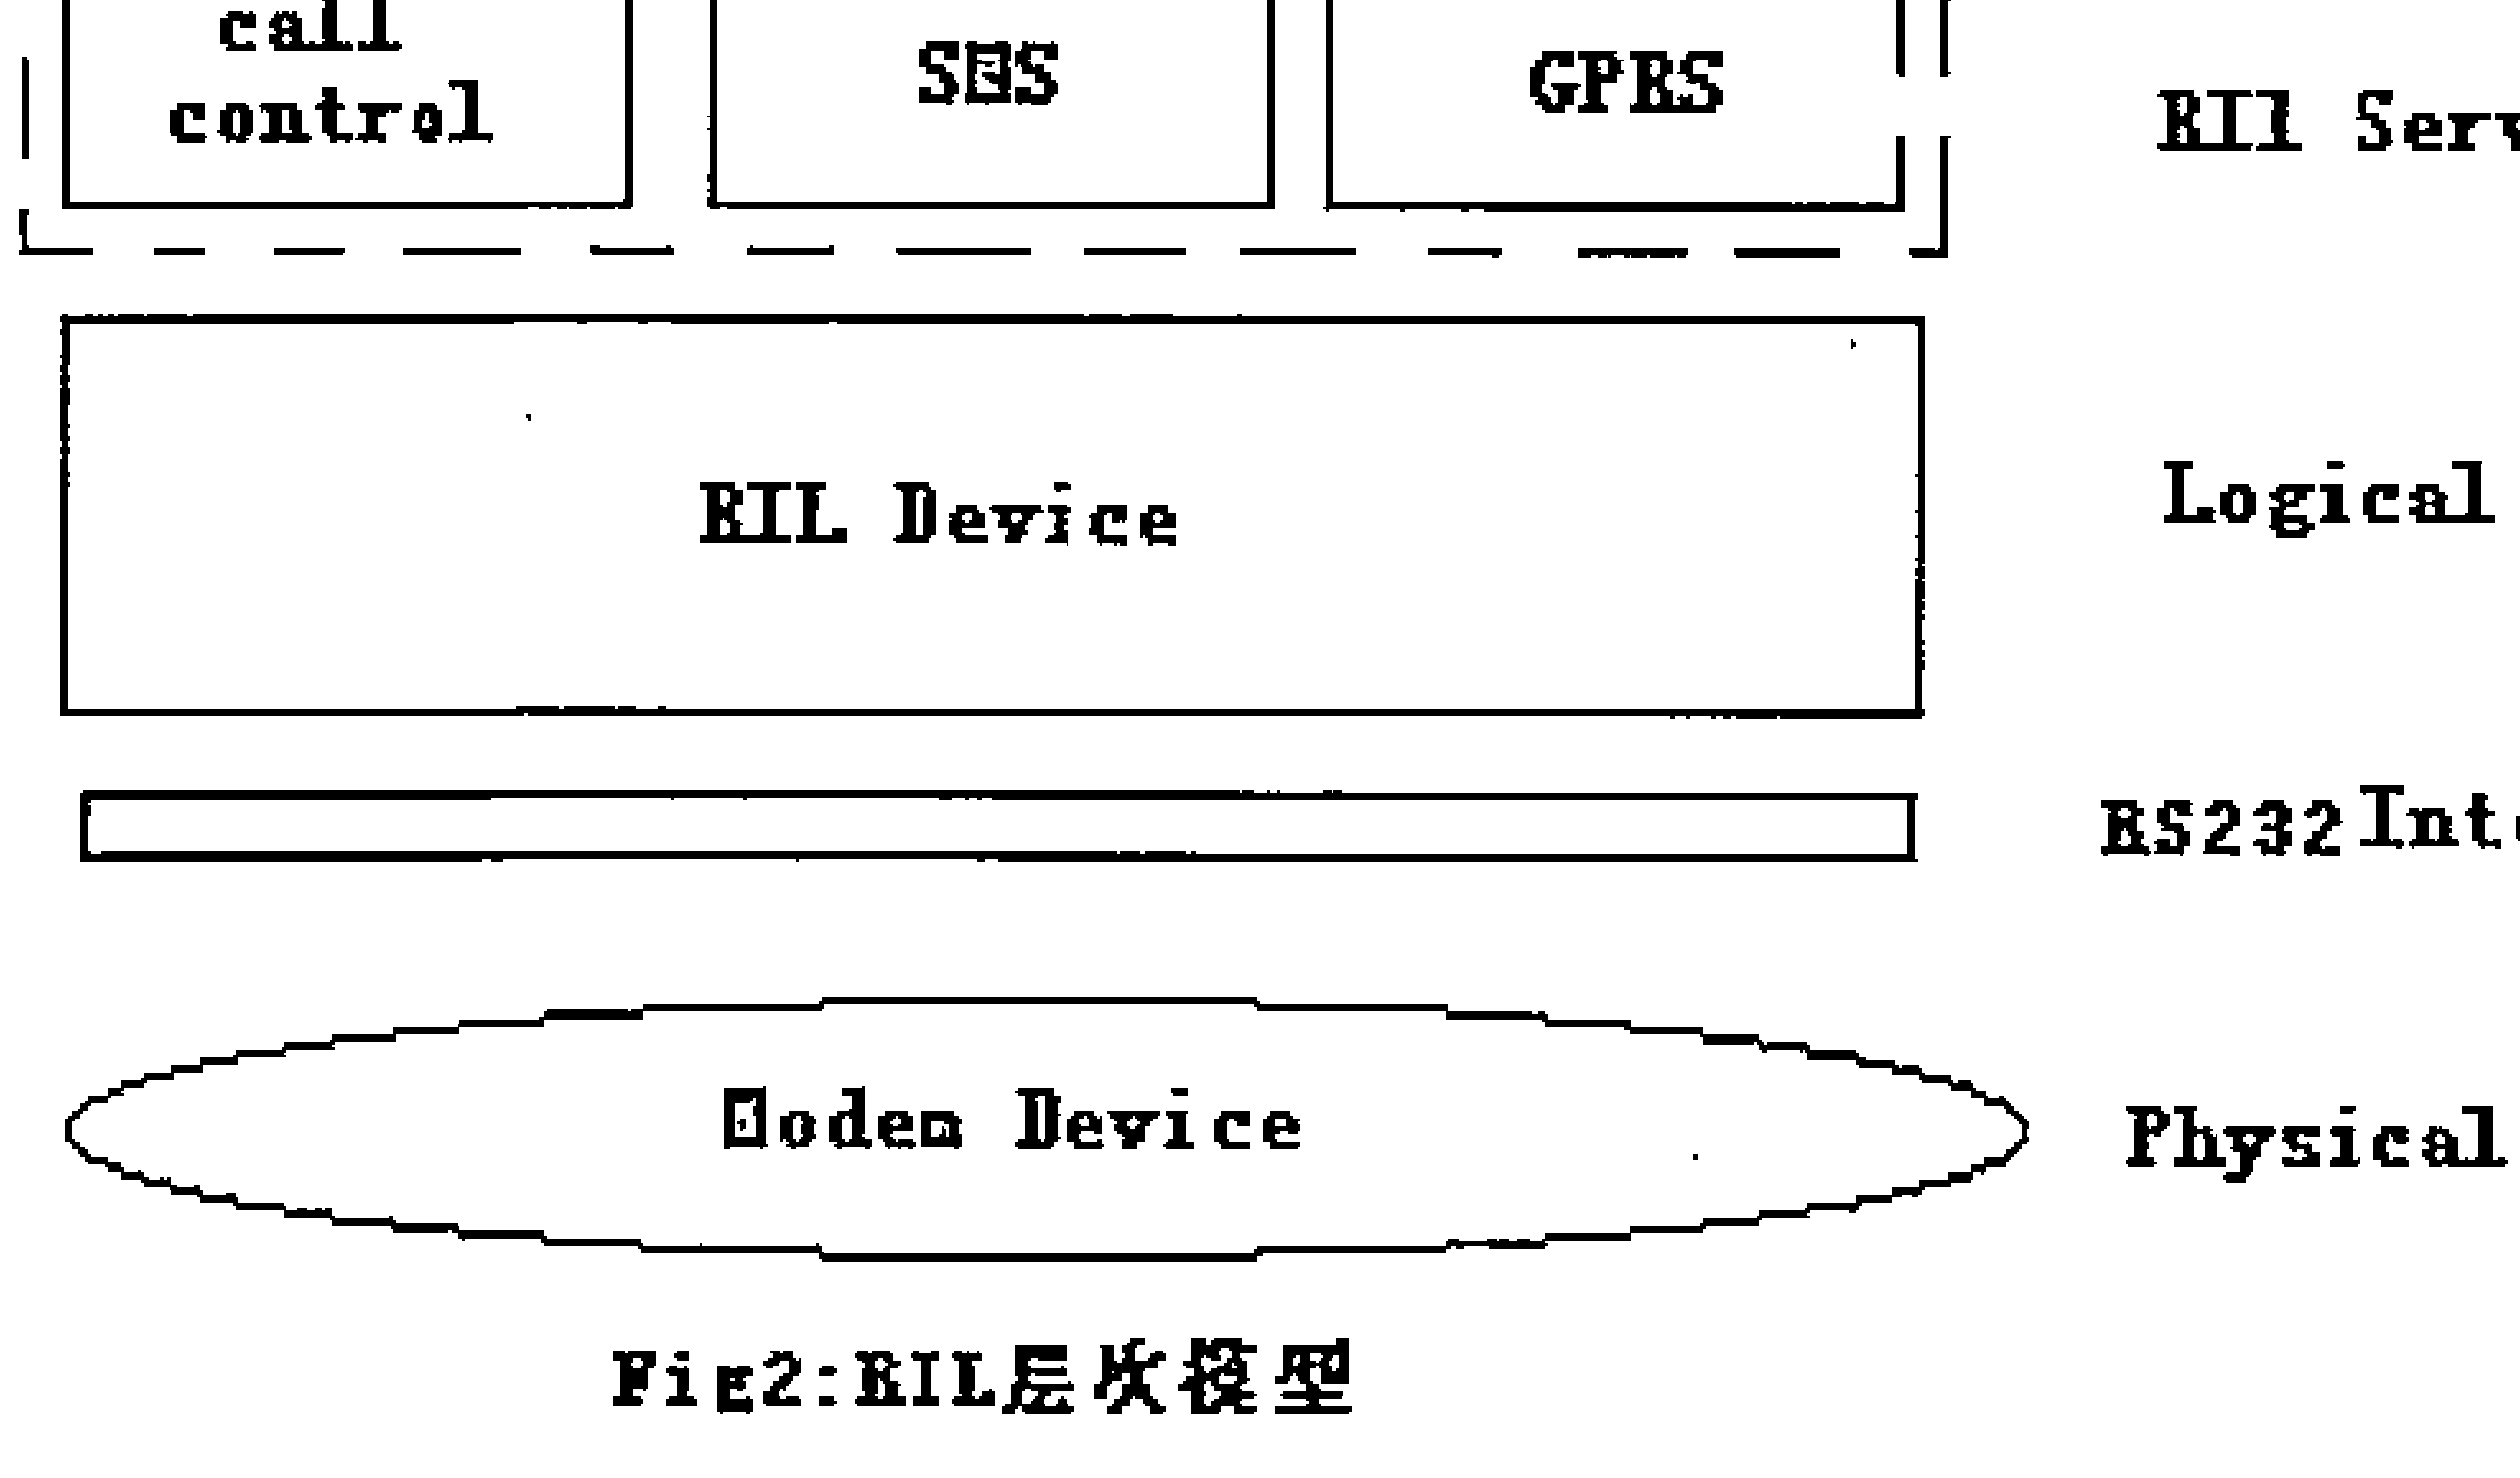 call
control
SMS
GPRS
RIl Serv
RIL Device
Logical
RS232 Int
Modem Device
Physical
Fig2:RIL层次模型